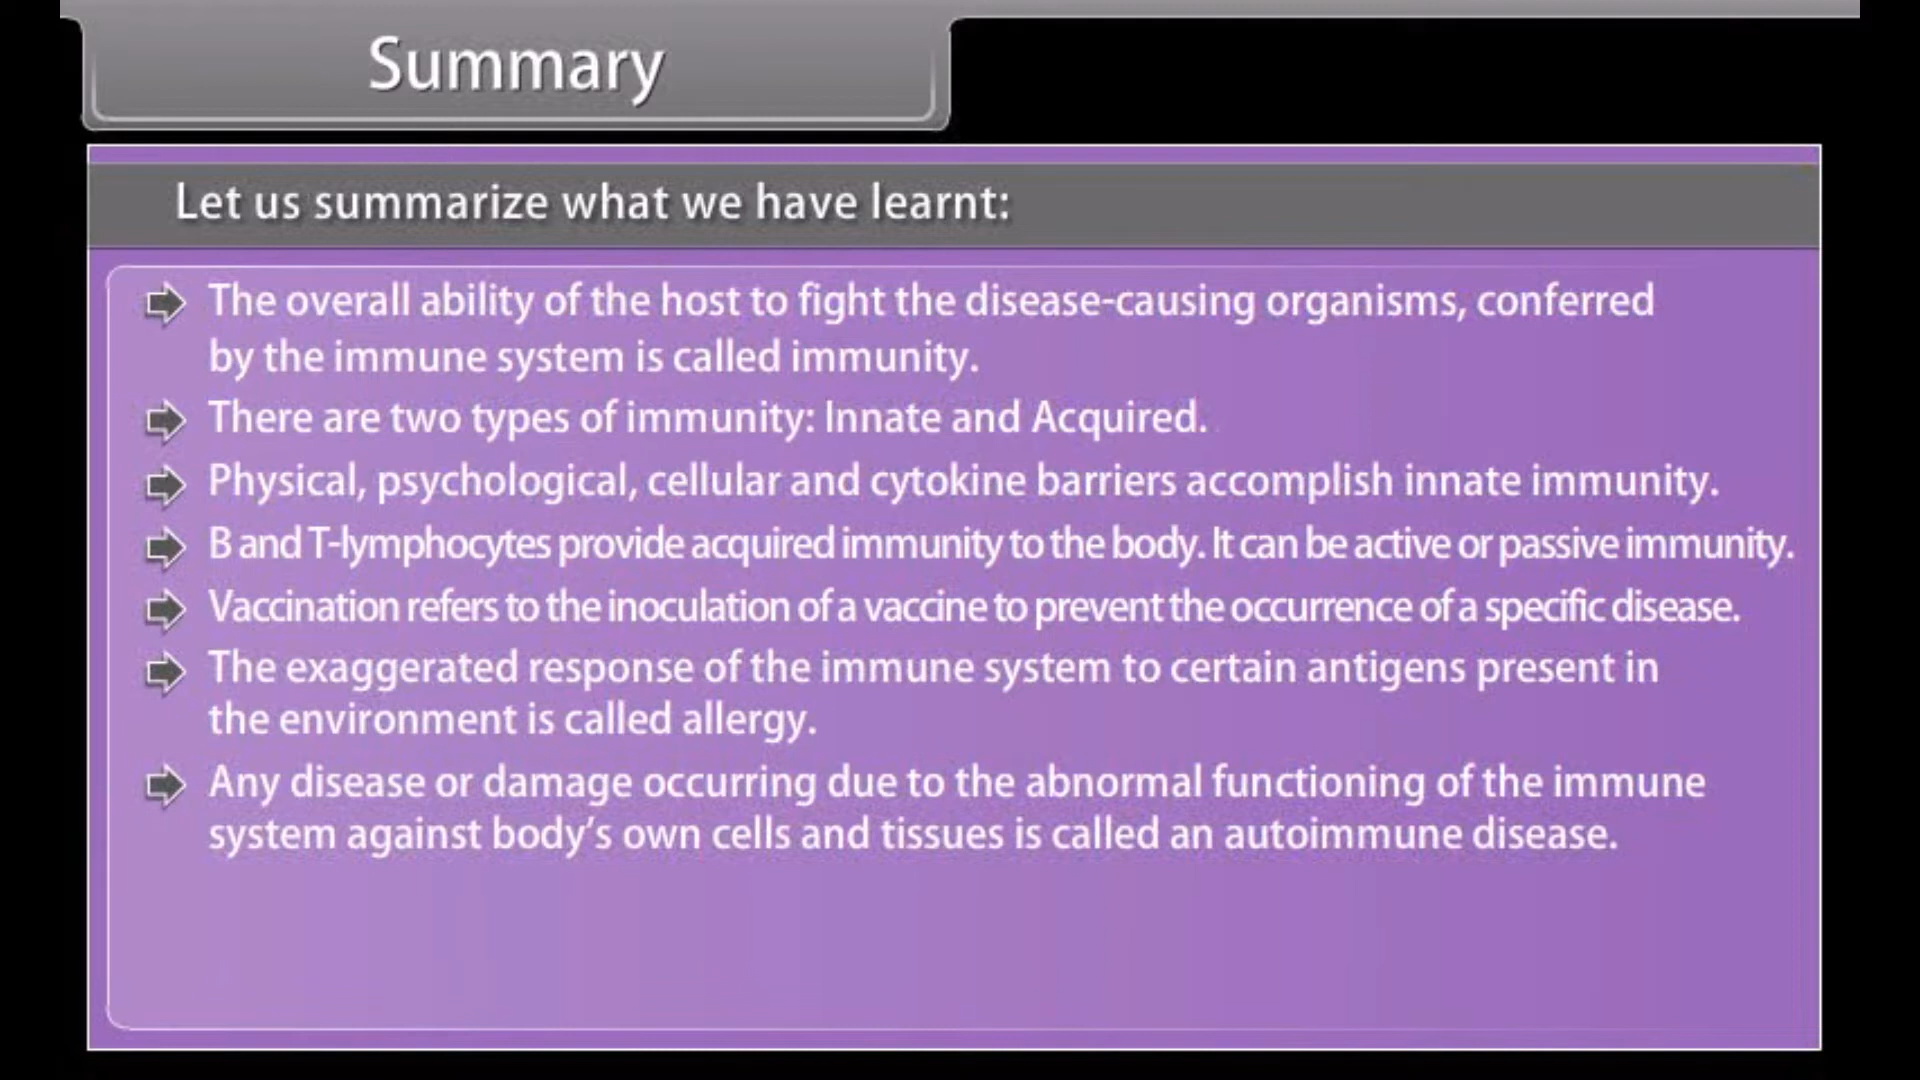 Summary
Let us summarize what we have learnt:
The overall ability of the host to fight the disease-causing organisms, conferred
by the immune system is called immunity.
There are two types of immunity: Innate and Acquired.
Physical, psychological, cellular and cytokine barriers accomplish innate immunity.
B and T-lymphocytes provide acquired immunity to the body. It can be active or passive immunity.
Vaccination refers to the inoculation of a vaccine to prevent the occurrence of a specific disease.
The exaggerated response of the immune system to certain antigens present in
the environment is called allergy.
Any disease or damage occurring due to the abnormal functioning of the immune
system against body's own cells and tissues is called an autoimmune disease.